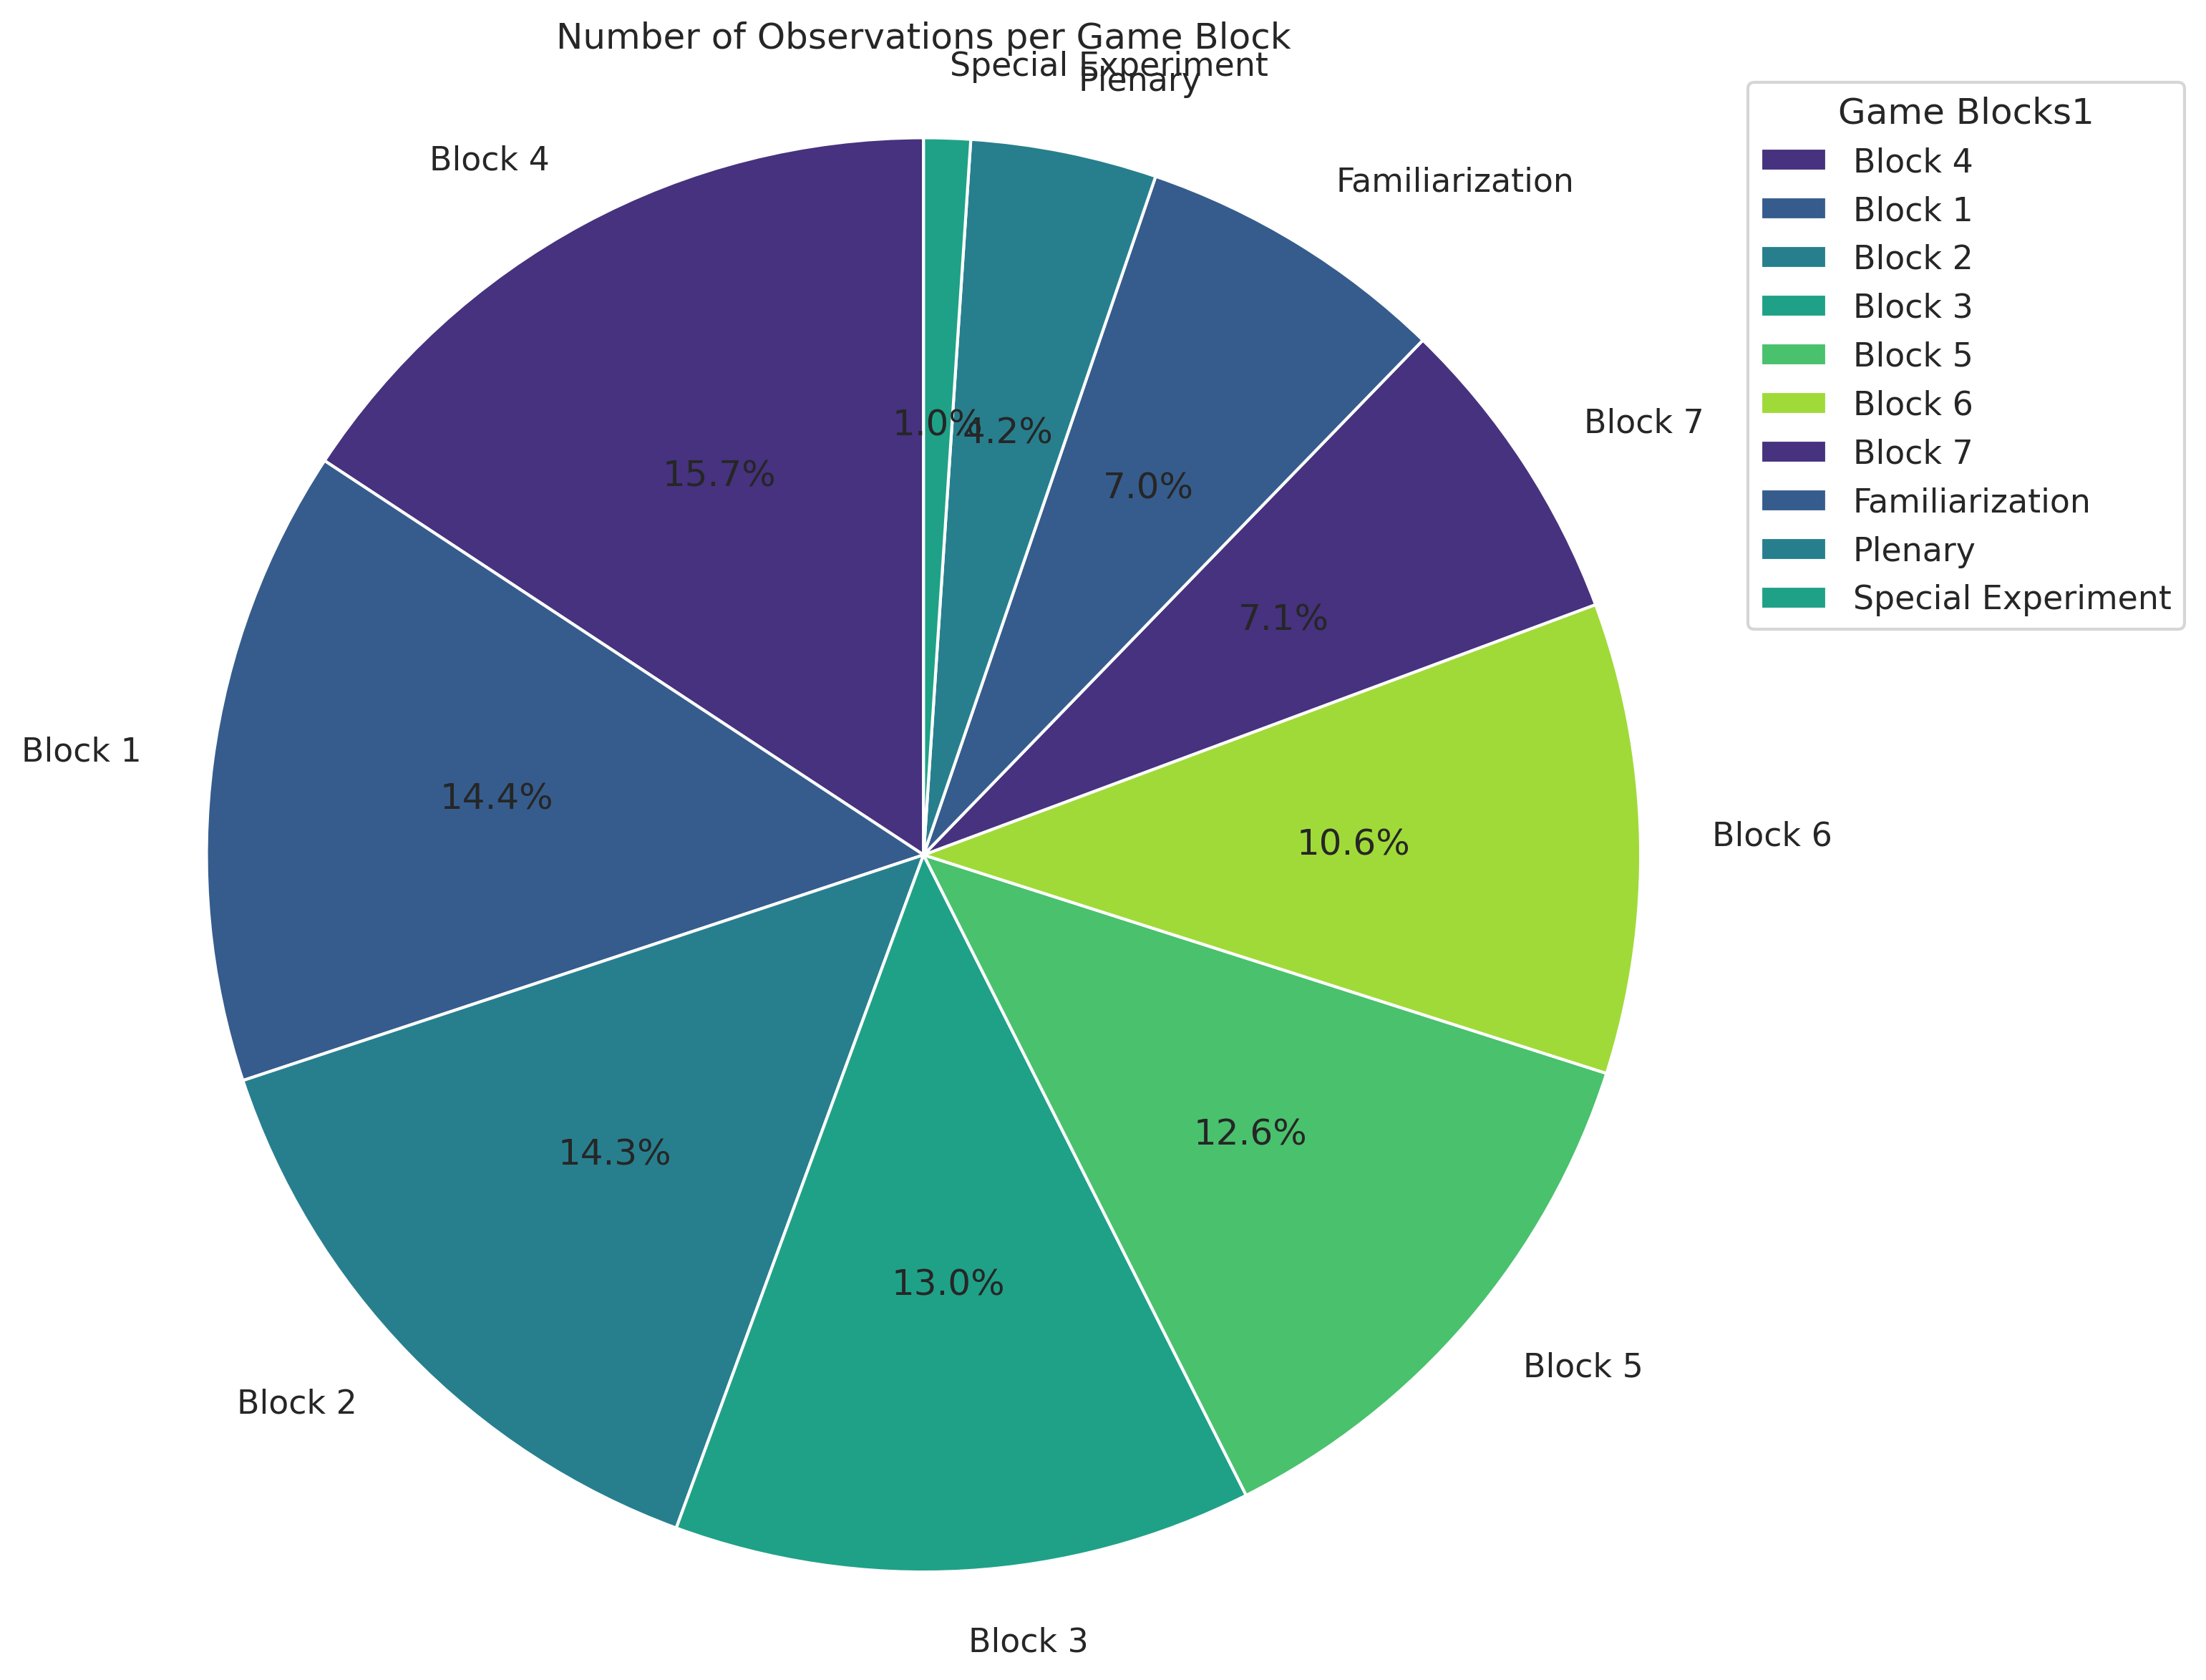 Number of Observations per Game Block
Special Experiment
Plenary
Block 4
Familiarization
Block 7
Block 1
Block 6
Block 2
Block 5
Block 3
1.0%
4.2%
15.7%
7.0%
7.1%
14.4%
10.6%
12.6%
14.3%
13.0%
Game Blocks1
Block 4
Block 1
Block 2
Block 3
Block 5
Block 6
Block 7
Familiarization
Plenary
Special Experiment